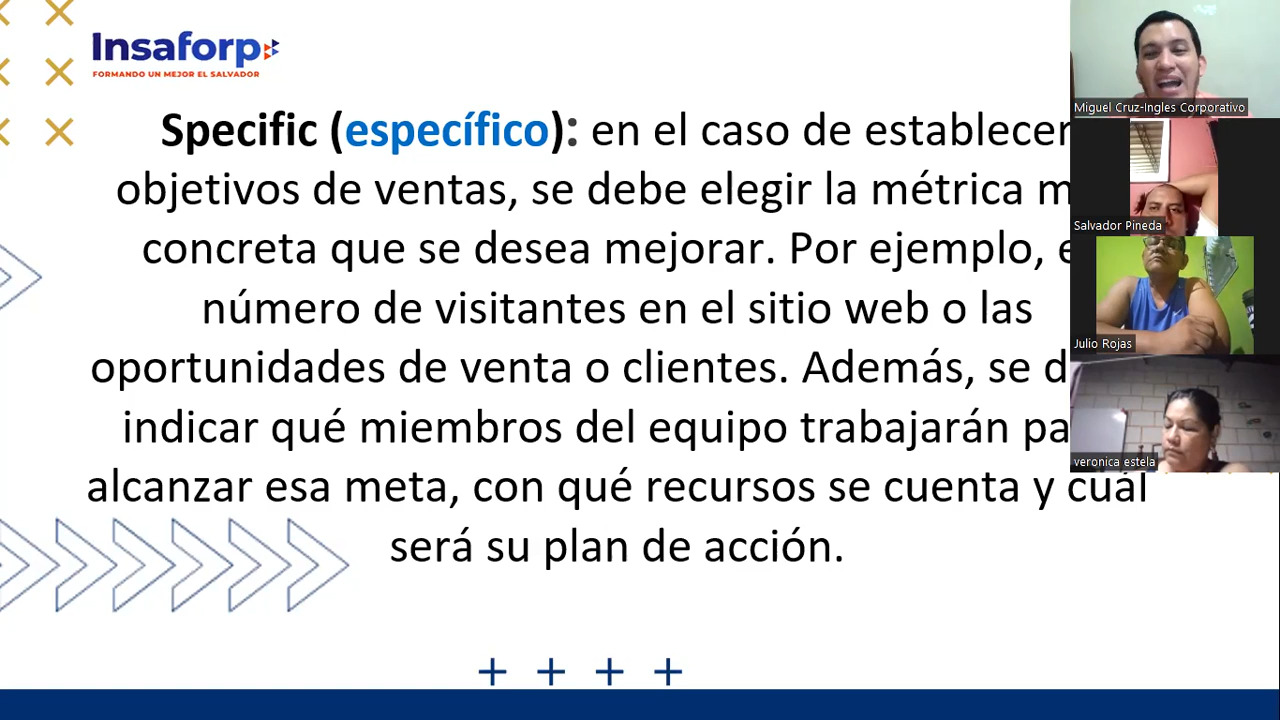 Insaforp
FORMANDO UN MEJOR EL SALVADOR
Specific (específico): en el caso de establecer
objetivos de ventas, se debe elegir la métrica
concreta que se desea mejorar. Por ejemplo,
número de visitantes en el sitio web o las
oportunidades de venta o clientes. Además, se
indicar qué miembros del equipo trabajarán
alcanzar esa meta, con qué recursos se cuenta y cuál
será su plan de acción.
Miguel Cruz-Ingles Corporativo
Salvador Pineda
Julio Rojas
veronica estela